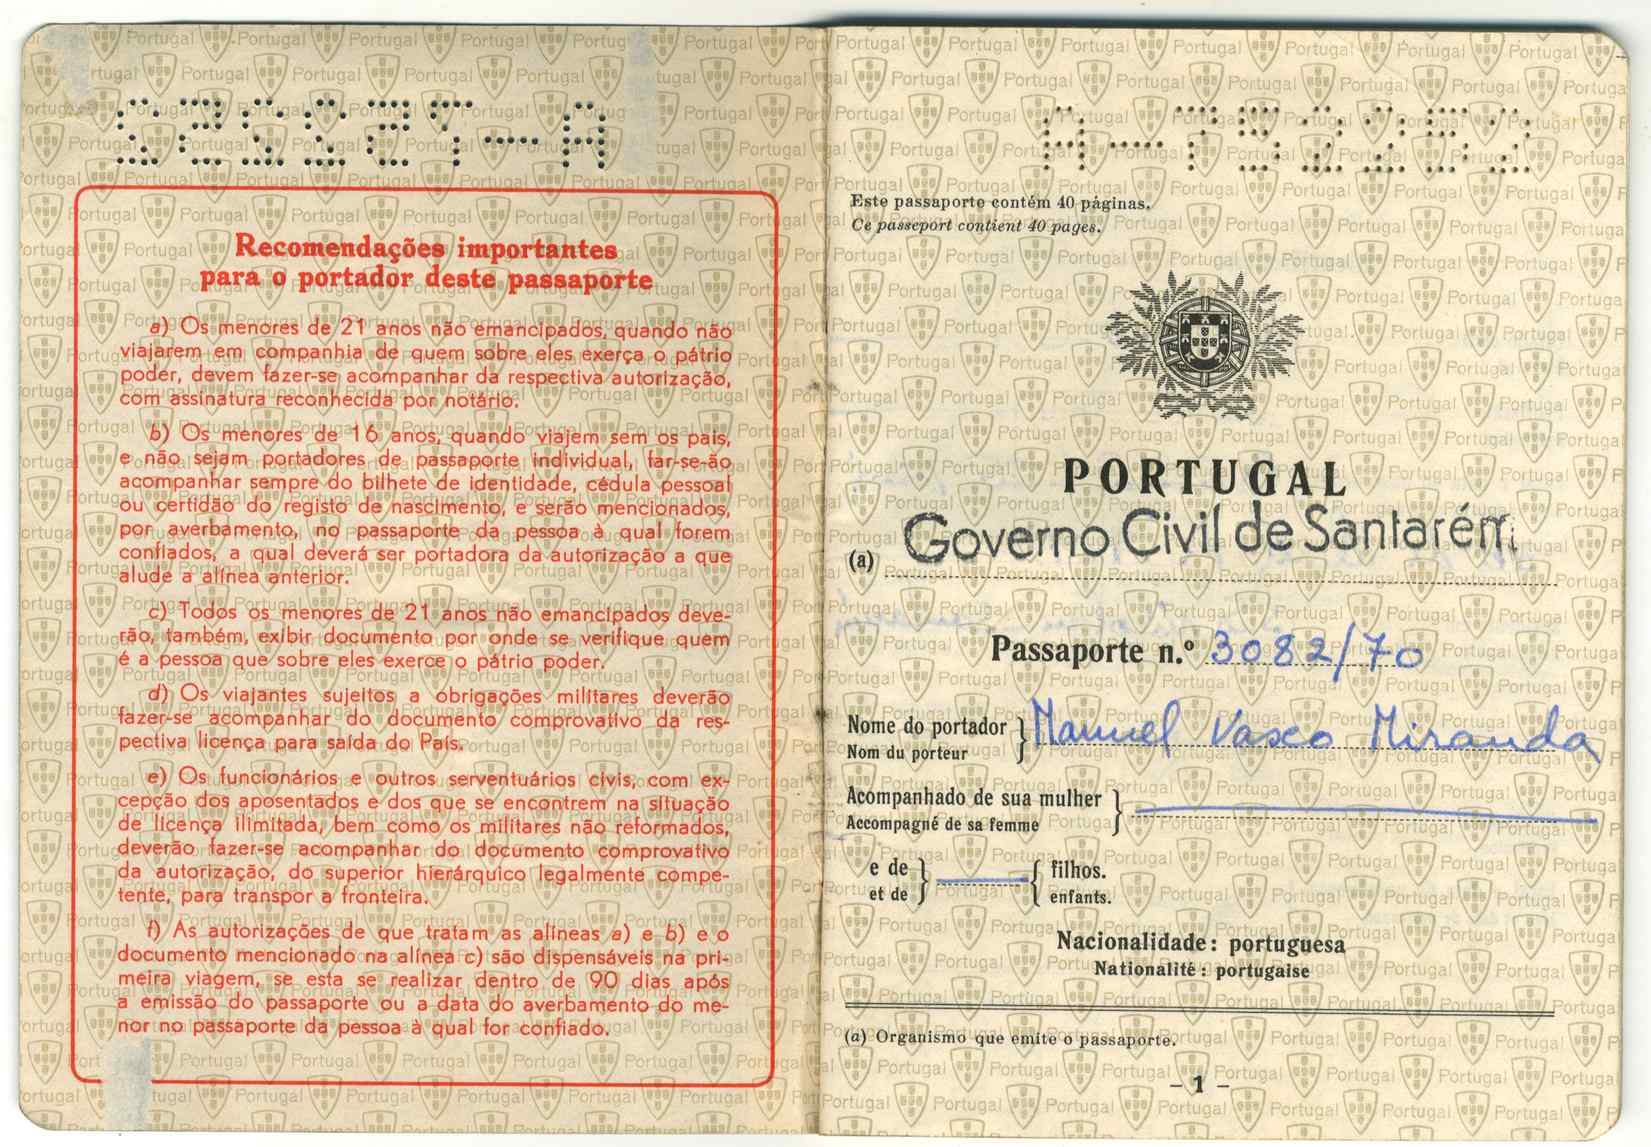 Recomendações importantes
para o portador deste passaporte
a) Os menores de 21 anos não emancipados, quando não
viajarem em companhia de quem sobre eles exerça o pátrio
poder, devem fazer-se acompanhar da respectiva autorização,
com assinatura reconhecida por notário.
b) Os menores de 16 anos, quando viajem sem os pais,
e não sejam portadores de passaporte individual, far-se-ão
acompanhar sempre do bilhete de identidade, cédula pessoal
ou certidão do registo de nascimento, e serão mencionados,
por averbamento, no passaporte da pessoa à qual forem
confiados, a qual deverá ser portadora da autorização a que
alude a alínea anterior.
c) Todos os menores de 21 anos não emancipados deve-
rão, também, exibir documento por onde se verifique quem
é a pessoa que sobre eles exerce o pátrio poder.
d) Os viajantes sujeitos a obrigações militares deverão
fazer-se acompanhar do documento comprovativo da res-
pectiva licença para saída do País.
e) Os funcionários e outros serventuários civis, com ex-
cepção dos aposentados e dos que se encontrem na situação
de licença ilimitada, bem como os militares não reformados,
deverão fazer-se acompanhar do documento comprovativo
da autorização, do superior hierárquico legalmente compe-
tente, para transpor a fronteira.
f) As autorizações de que tratam as alíneas a) e b) e o
documento mencionado na alínea c) são dispensáveis na pri-
meira viagem, se esta se realizar dentro de 90 dias após
a emissão do passaporte ou a data do averbamento do me-
nor no passaporte da pessoa à qual for confiado.
Este passaporte contém 40 páginas.
Ce passeport contient 40 pages.
PORTUGAL
(a) Governo Civil de Santarém
Passaporte n.º 3082/70
Nome do portador } Manuel Vasco Miranda
Nom du porteur
Acompanhado de sua mulher }
Accompagné de sa femme
e de } { filhos.
et de } { enfants.
Nacionalidade: portuguesa
Nationalité: portugaise
(a) Organismo que emite o passaporte.
– 1 –